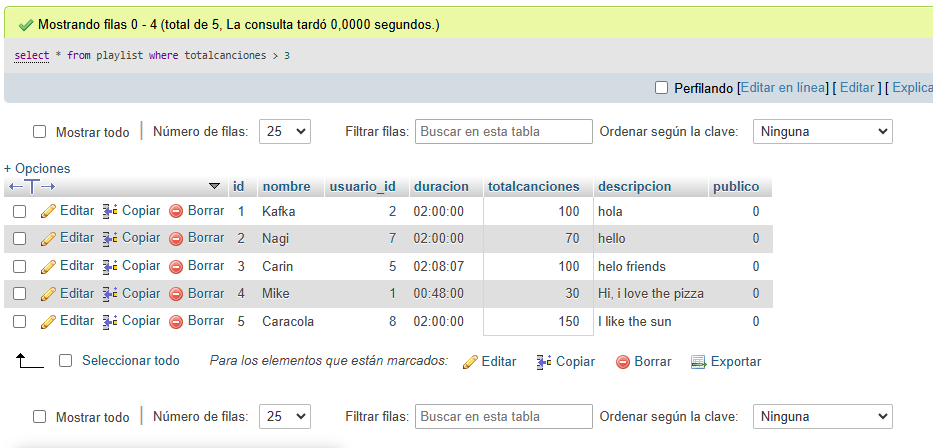 Mostrando filas 0 - 4 (total de 5, La consulta tardó 0,0000 segundos.)
select * from playlist where totalcanciones > 3
Perfilando [Editar en línea] [ Editar ] [ Explica
Mostrar todo Número de filas: 25 Filtrar filas: Buscar en esta tabla Ordenar según la clave: Ninguna
+ Opciones
id nombre usuario_id duracion totalcanciones descripcion publico
Editar Copiar Borrar 1 Kafka 2 02:00:00 100 hola 0
Editar Copiar Borrar 2 Nagi 7 02:00:00 70 hello 0
Editar Copiar Borrar 3 Carin 5 02:08:07 100 helo friends 0
Editar Copiar Borrar 4 Mike 1 00:48:00 30 Hi, i love the pizza 0
Editar Copiar Borrar 5 Caracola 8 02:00:00 150 I like the sun 0
Seleccionar todo Para los elementos que están marcados: Editar Copiar Borrar Exportar
Mostrar todo Número de filas: 25 Filtrar filas: Buscar en esta tabla Ordenar según la clave: Ninguna